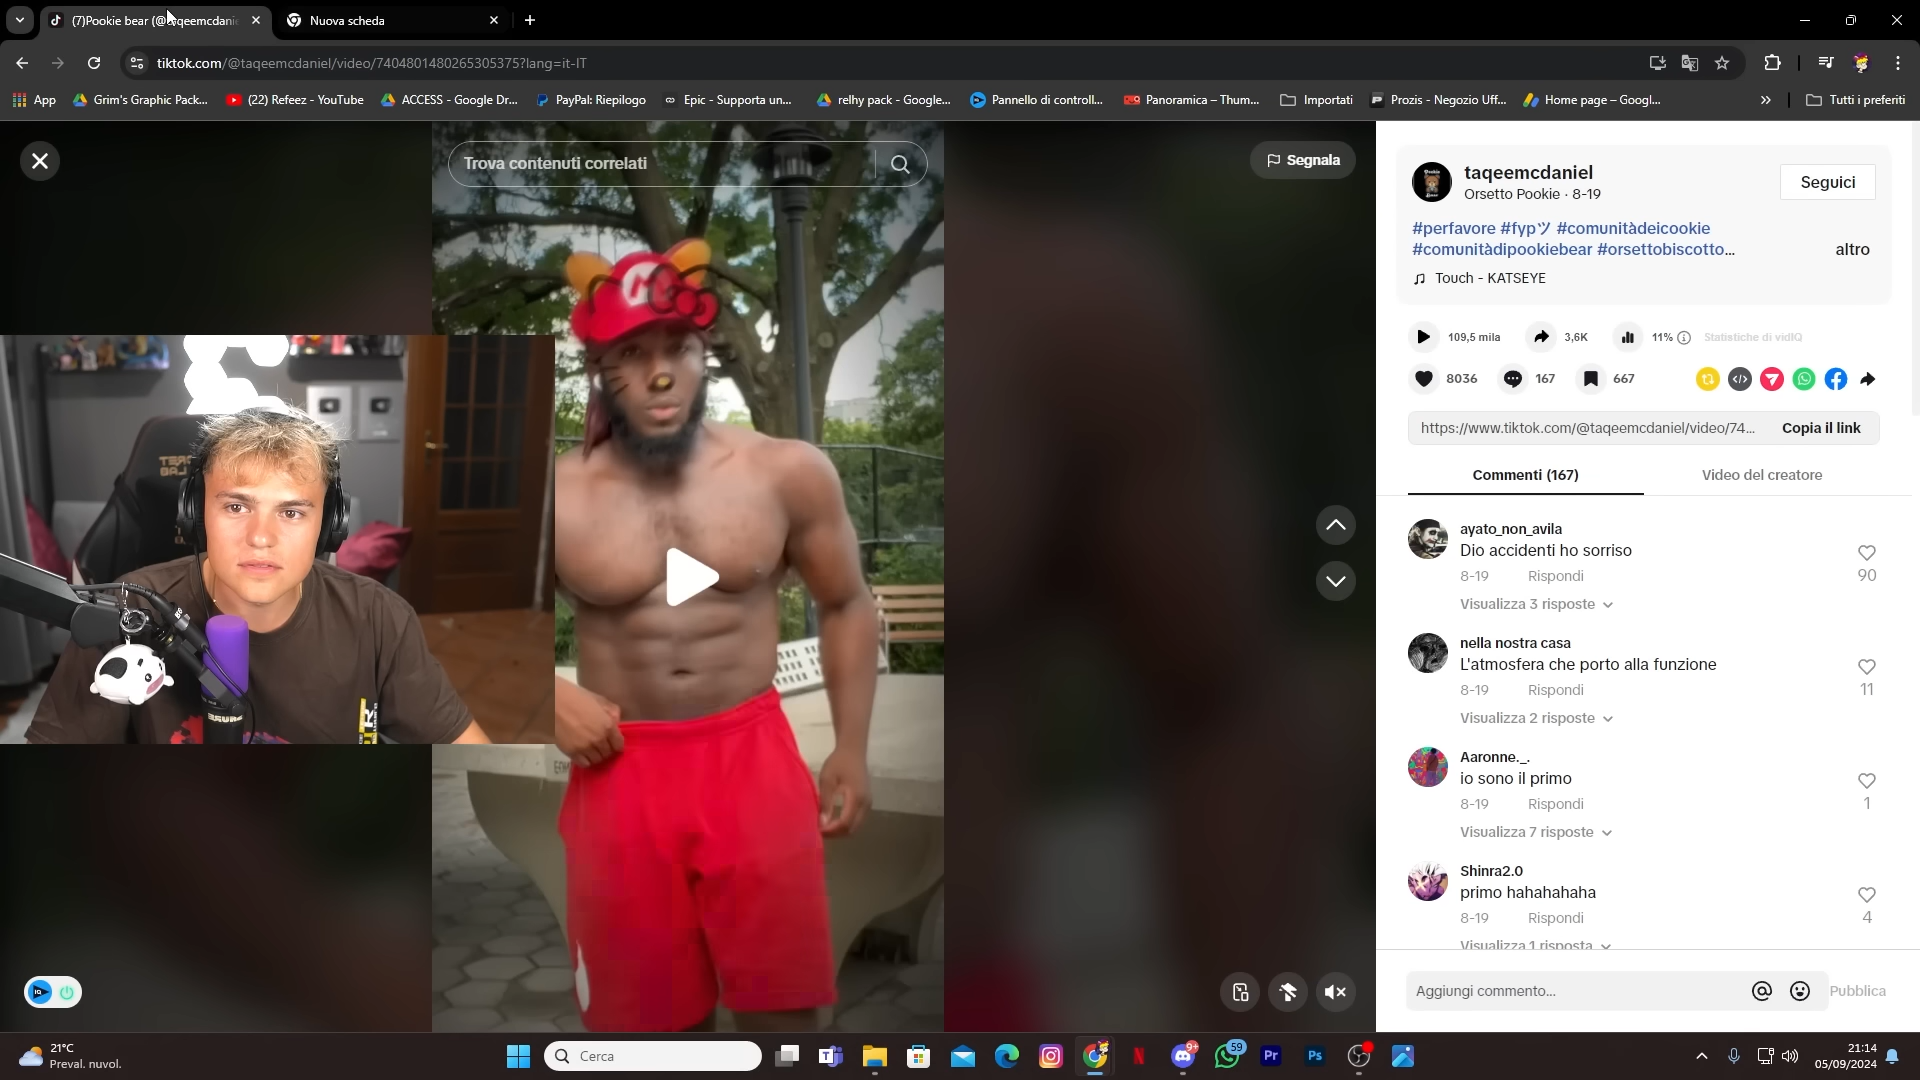 (7)Pookie bear (@taqeemcdanie
Nuova scheda
tiktok.com/@taqeemcdaniel/video/7404801480265305375?lang=it-IT
App
Grim's Graphic Pack...
(22) Refeez - YouTube
ACCESS - Google Dr...
PayPal: Riepilogo
Epic - Supporta un...
relhy pack - Google...
Pannello di controll...
Panoramica – Thum...
Importati
Prozis - Negozio Uff...
Home page – Googl...
Tutti i preferiti
Trova contenuti correlati
Segnala
M
taqeemcdaniel
Orsetto Pookie · 8-19
Seguici
#perfavore #fypツ #comunitàdeicookie
#comunitàdipookiebear #orsettobiscotto...
altro
Touch - KATSEYE
109,5 mila
3,6K
11%
Statistiche di vidIQ
8036
167
667
https://www.tiktok.com/@taqeemcdaniel/video/74...
Copia il link
Commenti (167)
Video del creatore
ayato_non_avila
Dio accidenti ho sorriso
8-19
Rispondi
90
Visualizza 3 risposte
nella nostra casa
L'atmosfera che porto alla funzione
8-19
Rispondi
11
Visualizza 2 risposte
Aaronne._.
io sono il primo
8-19
Rispondi
1
Visualizza 7 risposte
Shinra2.0
primo hahahahaha
8-19
Rispondi
4
Visualizza 1 risposta
Aggiungi commento...
Pubblica
IQ
21°C
Preval. nuvol.
Cerca
9+
59
Pr
Ps
21:14
05/09/2024